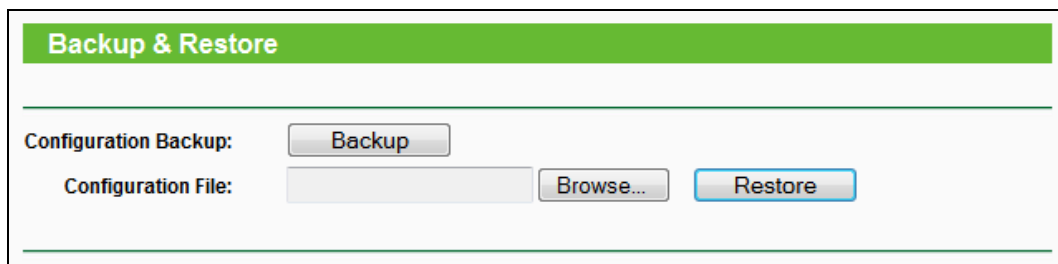 Backup & Restore
Configuration Backup: Backup
Configuration File: Browse... Restore